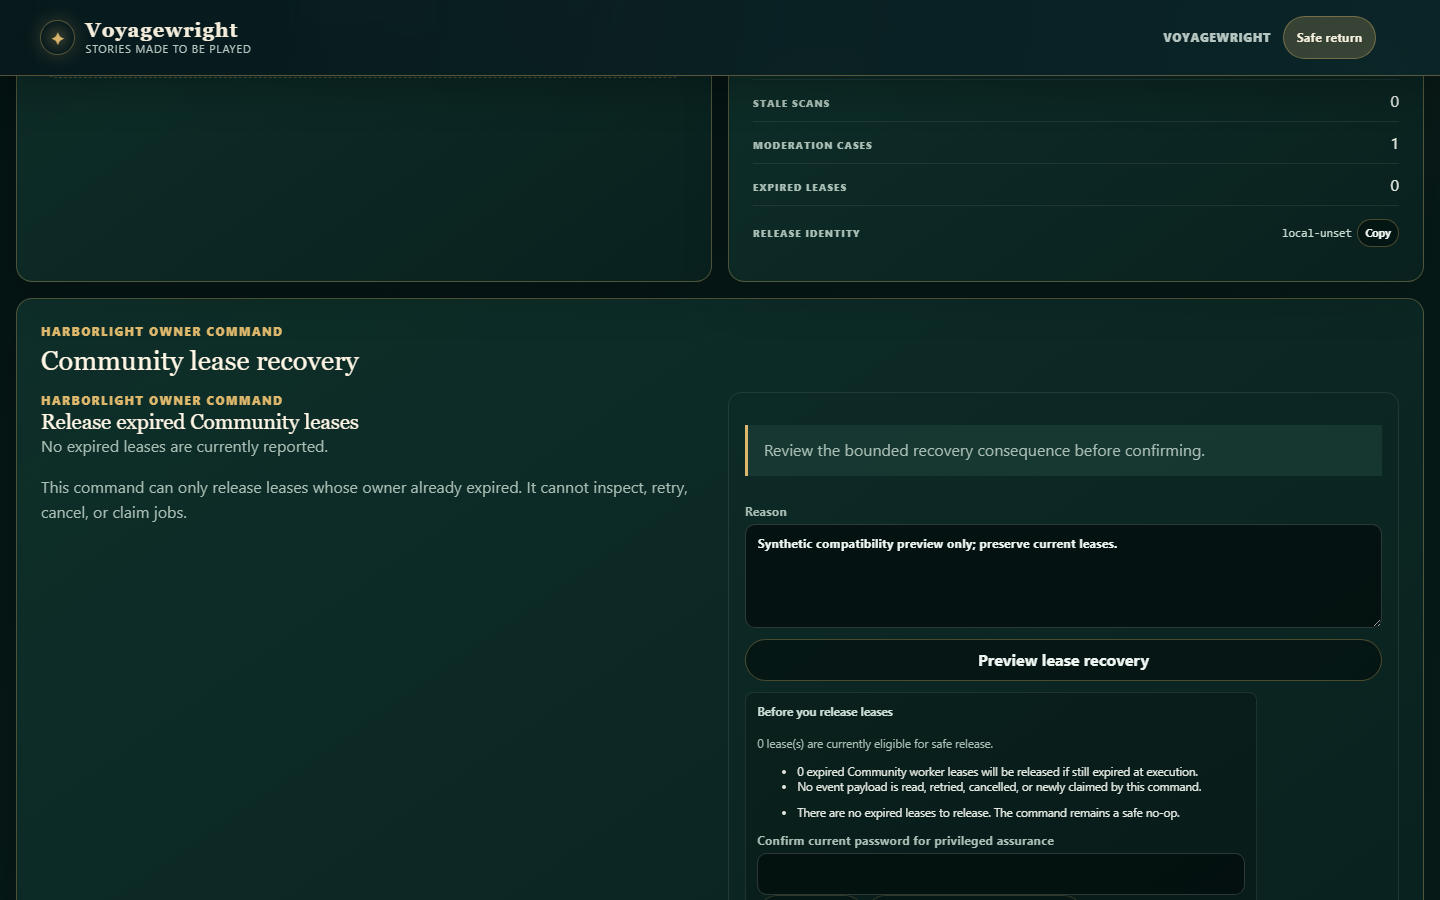 Voyagewright
STORIES MADE TO BE PLAYED
VOYAGEWRIGHT
Safe return
STALE SCANS
0
MODERATION CASES
1
EXPIRED LEASES
0
RELEASE IDENTITY
local-unset
Copy
HARBORLIGHT OWNER COMMAND
Community lease recovery
HARBORLIGHT OWNER COMMAND
Release expired Community leases
No expired leases are currently reported.
This command can only release leases whose owner already expired. It cannot inspect, retry,
cancel, or claim jobs.
Review the bounded recovery consequence before confirming.
Reason
Synthetic compatibility preview only; preserve current leases.
Preview lease recovery
Before you release leases
0 lease(s) are currently eligible for safe release.
• 0 expired Community worker leases will be released if still expired at execution.
• No event payload is read, retried, cancelled, or newly claimed by this command.
• There are no expired leases to release. The command remains a safe no-op.
Confirm current password for privileged assurance